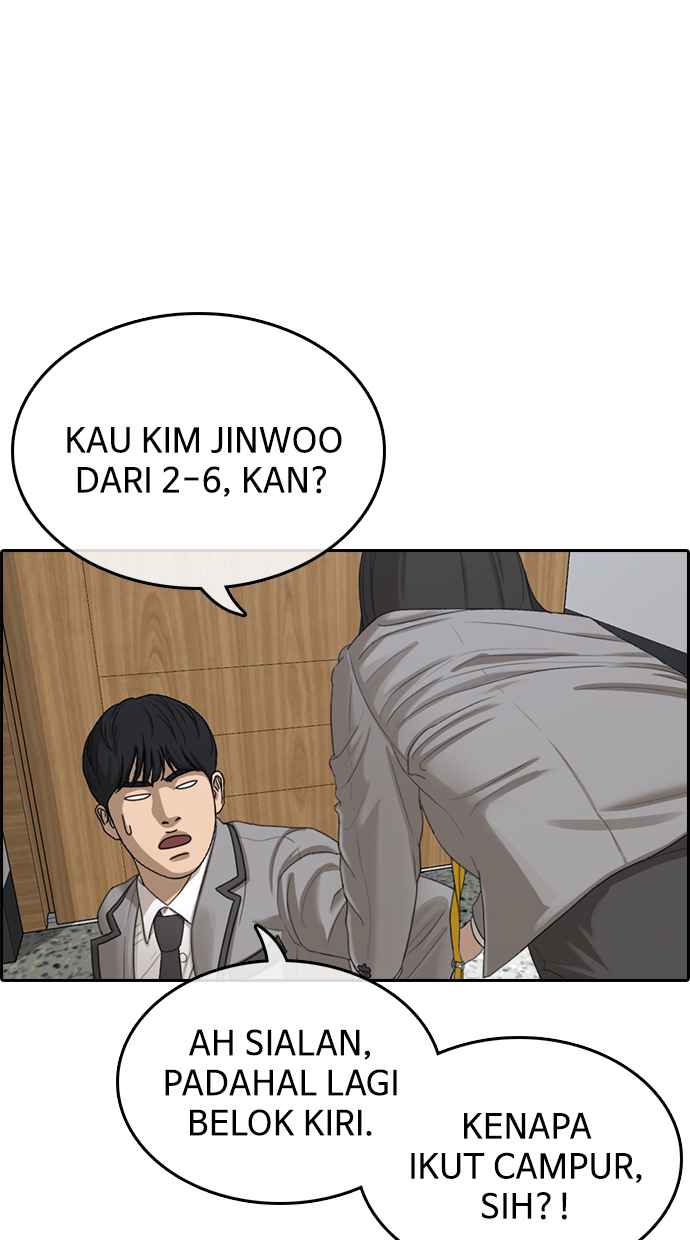 KAU KIM JINWOO
DARI 2-6, KAN?
AH SIALAN,
PADAHAL LAGI
BELOK KIRI.
KENAPA
IKUT CAMPUR,
SIH?!